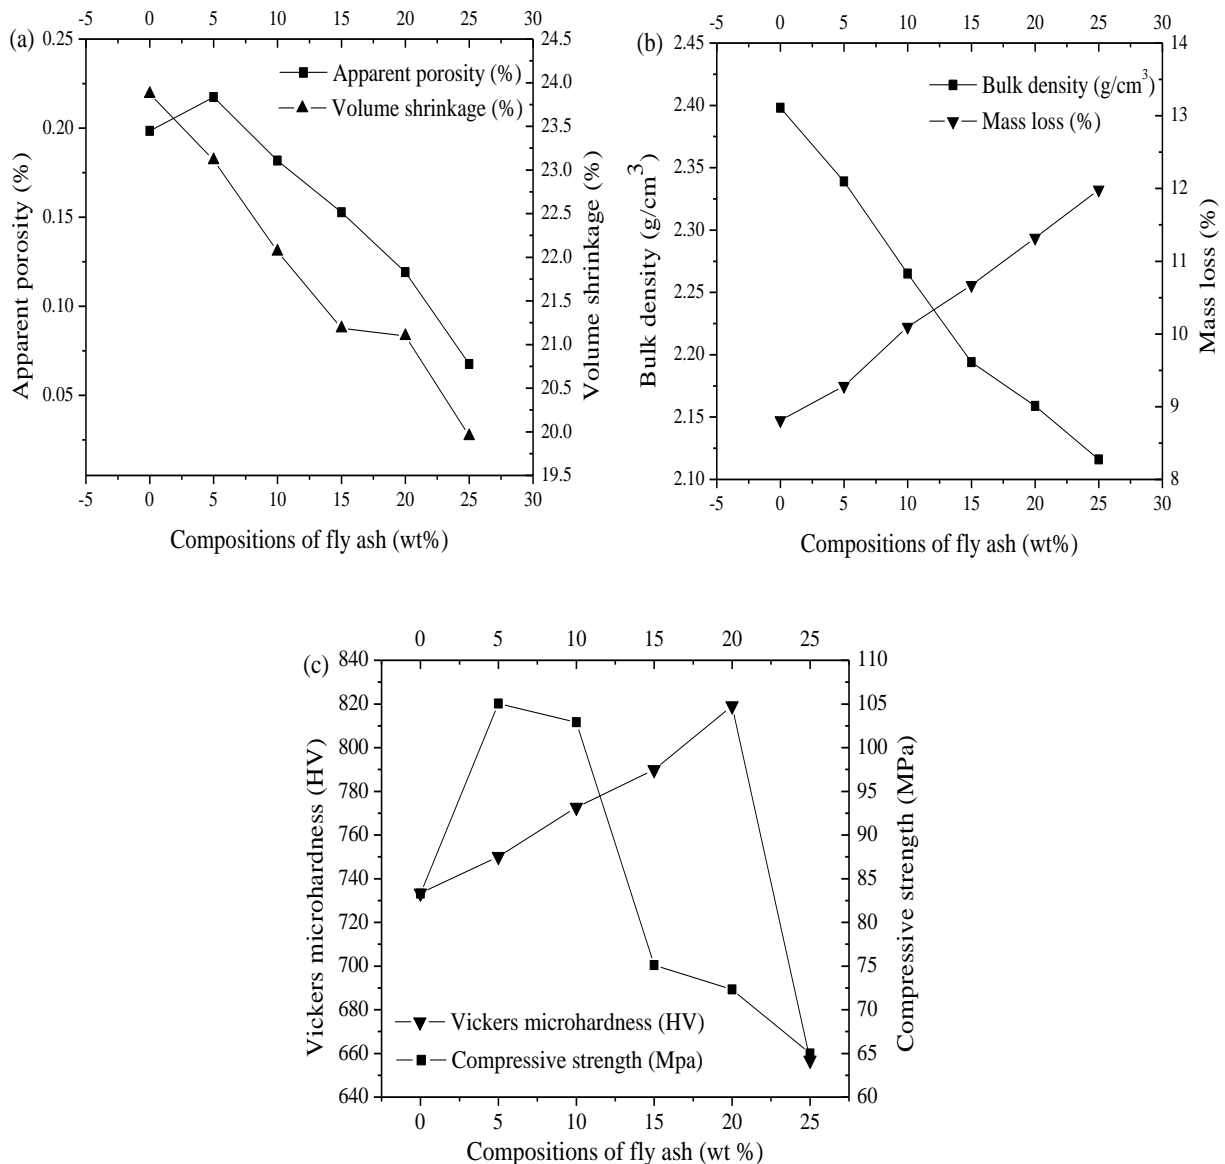 (a)
-5 0 5 10 15 20 25 30
0.25
0.20
0.15
0.10
0.05
Apparent porosity (%)
Apparent porosity (%)
Volume shrinkage (%)
24.5
24.0
23.5
23.0
22.5
22.0
21.5
21.0
20.5
20.0
19.5
Volume shrinkage (%)
-5 0 5 10 15 20 25 30
Compositions of fly ash (wt%)
(b)
-5 0 5 10 15 20 25 30
2.45
2.40
2.35
2.30
2.25
2.20
2.15
2.10
Bulk density (g/cm³)
Bulk density (g/cm³)
Mass loss (%)
14
13
12
11
10
9
8
Mass loss (%)
-5 0 5 10 15 20 25 30
Compositions of fly ash (wt%)
(c)
0 5 10 15 20 25
840
820
800
780
760
740
720
700
680
660
640
Vickers microhardness (HV)
Vickers microhardness (HV)
Compressive strength (Mpa)
110
105
100
95
90
85
80
75
70
65
60
Compressive strength (MPa)
0 5 10 15 20 25
Compositions of fly ash (wt %)